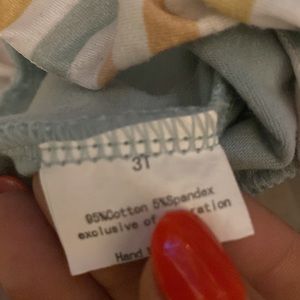 3T
95%Cotton 5%Spandex
exclusive of
Hand